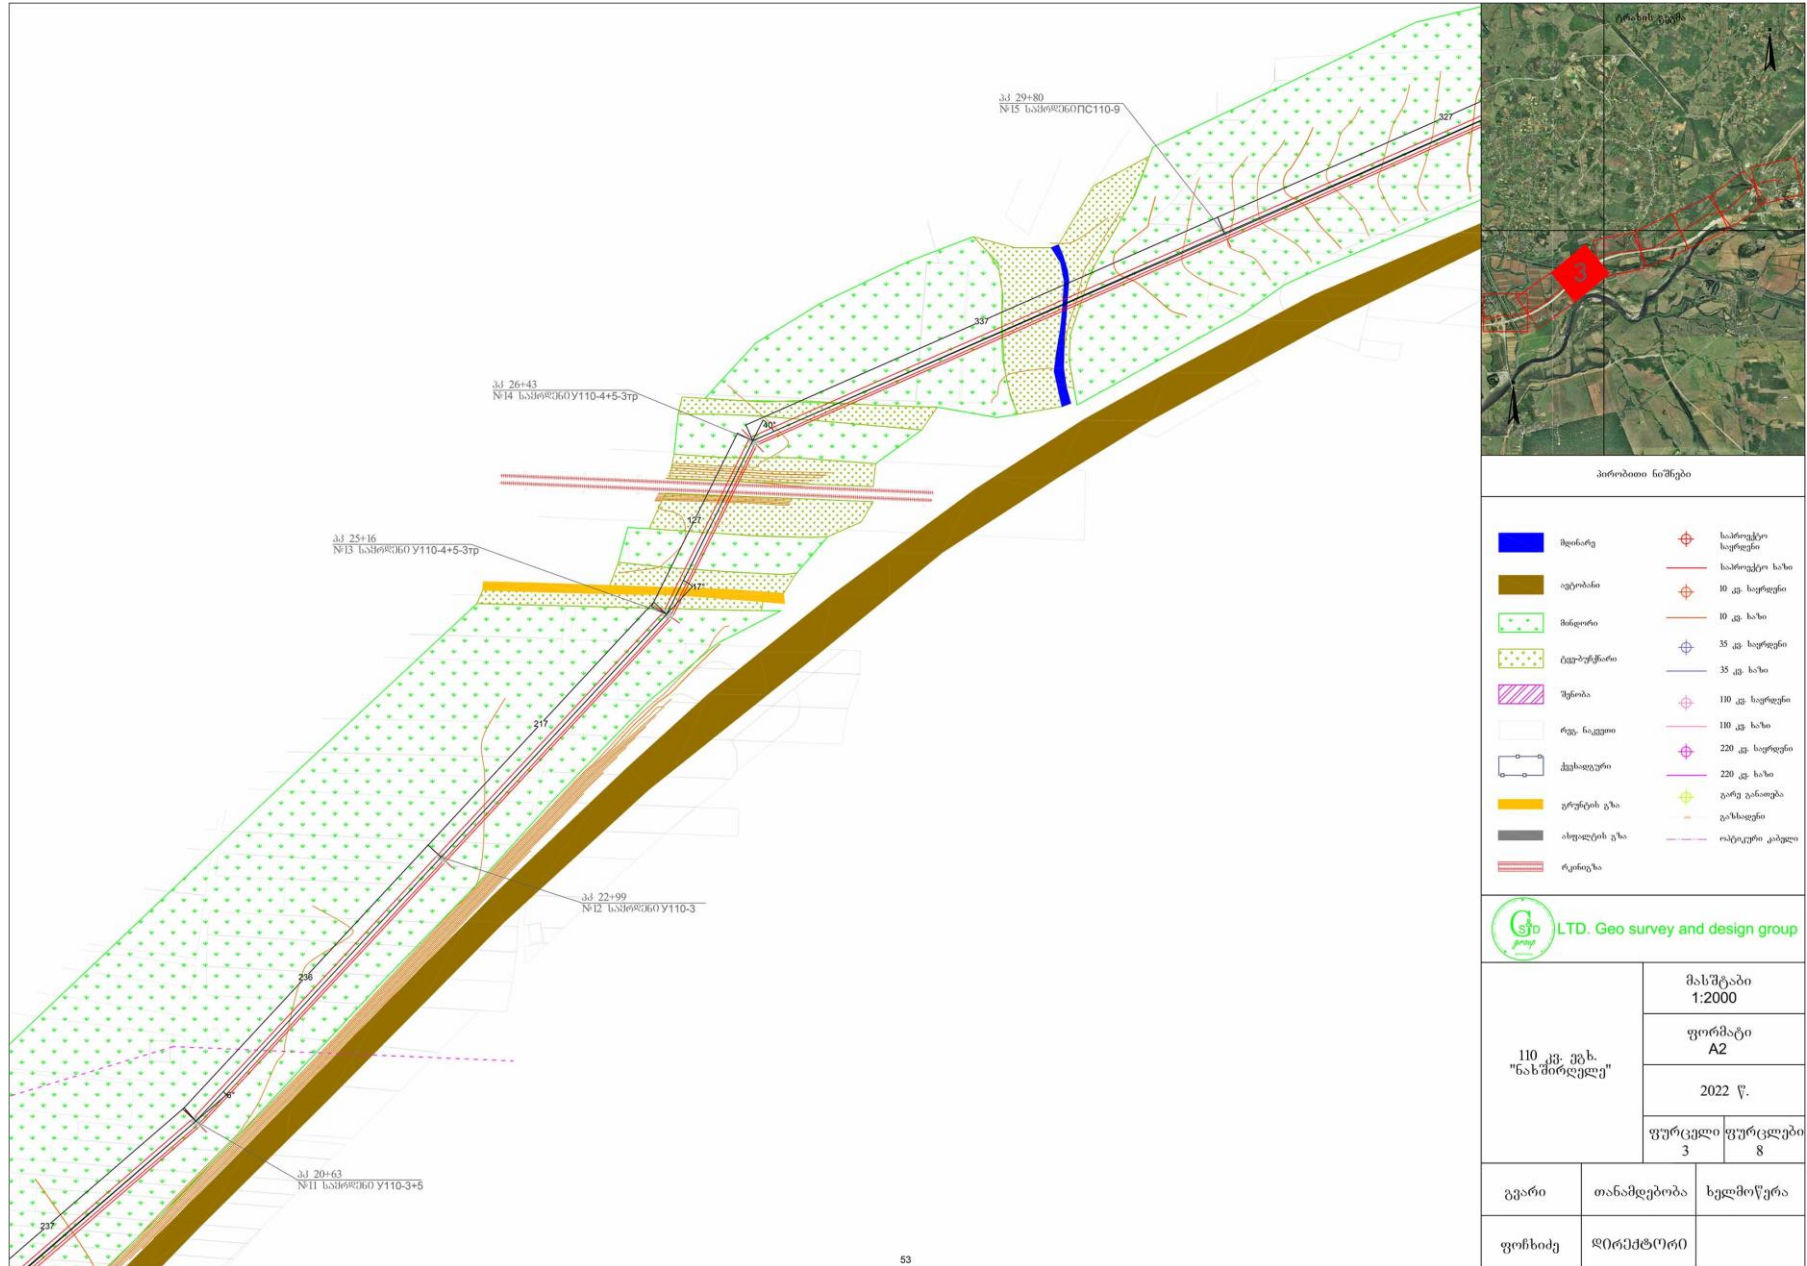 პკ 29+80
№15 ᲡᲐᲧᲠᲓᲔᲜᲘ ПС110-9
327
337
პკ 26+43
№14 ᲡᲐᲧᲠᲓᲔᲜᲘ У110-4+5-3тр
40°
127
პკ 25+16
№13 ᲡᲐᲧᲠᲓᲔᲜᲘ У110-4+5-3тр
17°
217
პკ 22+99
№12 ᲡᲐᲧᲠᲓᲔᲜᲘ У110-3
236
6°
პკ 20+63
№11 ᲡᲐᲧᲠᲓᲔᲜᲘ У110-3+5
237
53
ტრასის გეგმა
3
პირობითი ნიშნები
მდინარე
ავტობანი
მინდორი
ტყე-ბუჩქნარი
შენობა
რეგ. ნაკვეთი
ქვესადგური
გრუნტის გზა
ასფალტის გზა
რკინიგზა
საპროექტო
საყრდენი
საპროექტო ხაზი
10 კვ. საყრდენი
10 კვ. ხაზი
35 კვ. საყრდენი
35 კვ. ხაზი
110 კვ. საყრდენი
110 კვ. ხაზი
220 კვ. საყრდენი
220 კვ. ხაზი
გარე განათება
გაზსადენი
ოპტიკური კაბელი
LTD. Geo survey and design group
110 კვ. ეგხ.
"ნახშირღელე"
მასშტაბი
1:2000
ფორმატი
A2
2022 წ.
ფურცელი
3
ფურცლები
8
გვარი
თანამდებობა
ხელმოწერა
ფოჩხიძე
ᲓᲘᲠᲔᲥᲢᲝᲠᲘ